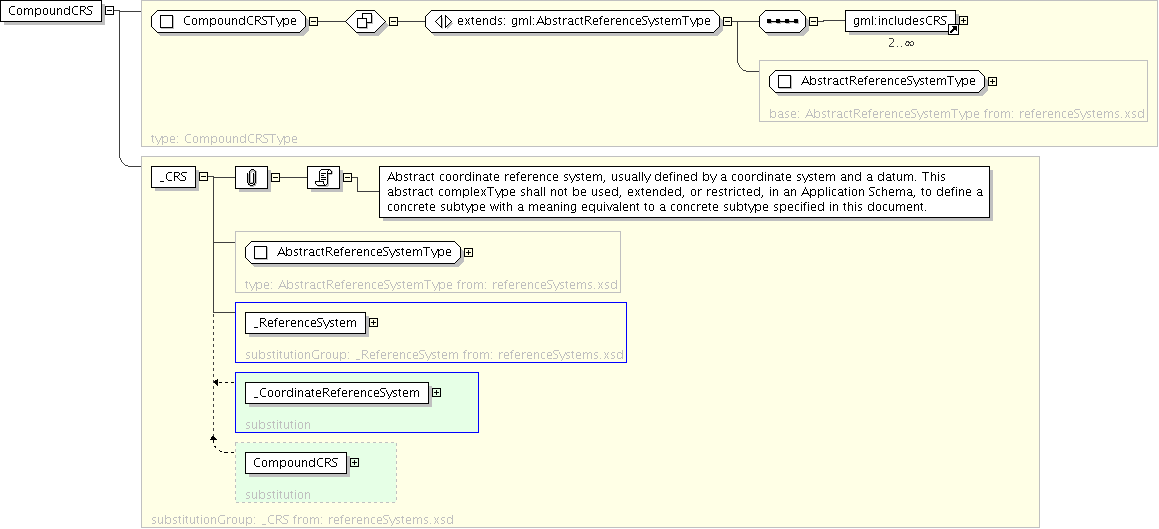 CompoundCRS
CompoundCRSType
extends: gml:AbstractReferenceSystemType
gml:includesCRS
2..∞
AbstractReferenceSystemType
base: AbstractReferenceSystemType from: referenceSystems.xsd
type: CompoundCRSType
_CRS
Abstract coordinate reference system, usually defined by a coordinate system and a datum. This
abstract complexType shall not be used, extended, or restricted, in an Application Schema, to define a
concrete subtype with a meaning equivalent to a concrete subtype specified in this document.
AbstractReferenceSystemType
type: AbstractReferenceSystemType from: referenceSystems.xsd
_ReferenceSystem
substitutionGroup: _ReferenceSystem from: referenceSystems.xsd
_CoordinateReferenceSystem
substitution
CompoundCRS
substitution
substitutionGroup: _CRS from: referenceSystems.xsd